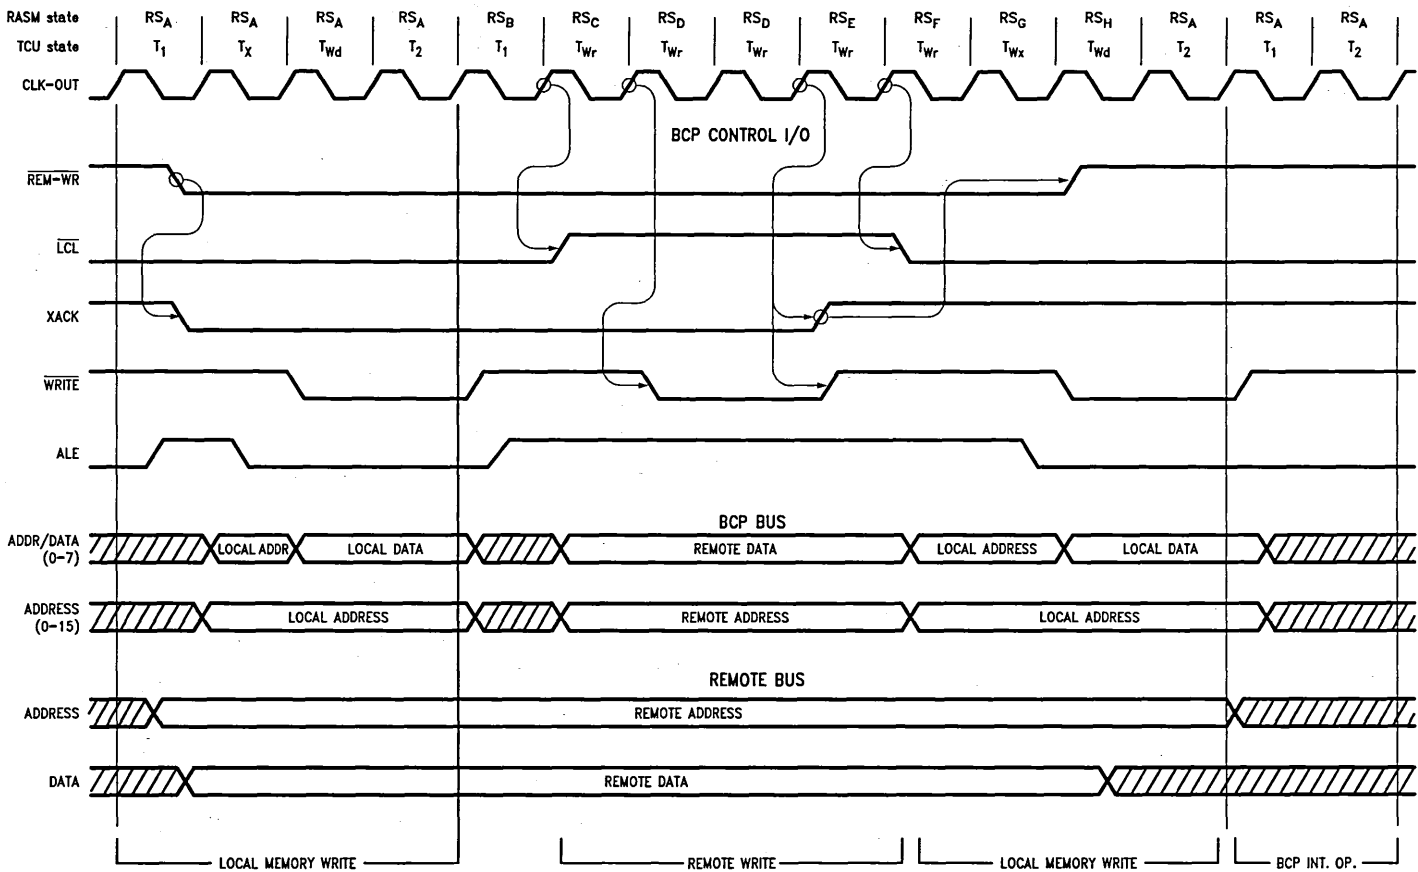 RASM state RSA RSA RSA RSA RSB RSC RSD RSD RSE RSF RSG RSH RSA RSA RSA
TCU state T1 TX TWd T2 T1 TWr TWr TWr TWr TWr TWx TWd T2 T1 T2
CLK-OUT
BCP CONTROL I/O
REM-WR
LCL
XACK
WRITE
ALE
BCP BUS
ADDR/DATA
(0-7)
LOCAL ADDR LOCAL DATA REMOTE DATA LOCAL ADDRESS LOCAL DATA
ADDRESS
(0-15)
LOCAL ADDRESS REMOTE ADDRESS LOCAL ADDRESS
REMOTE BUS
ADDRESS REMOTE ADDRESS
DATA REMOTE DATA
LOCAL MEMORY WRITE REMOTE WRITE LOCAL MEMORY WRITE BCP INT. OP.